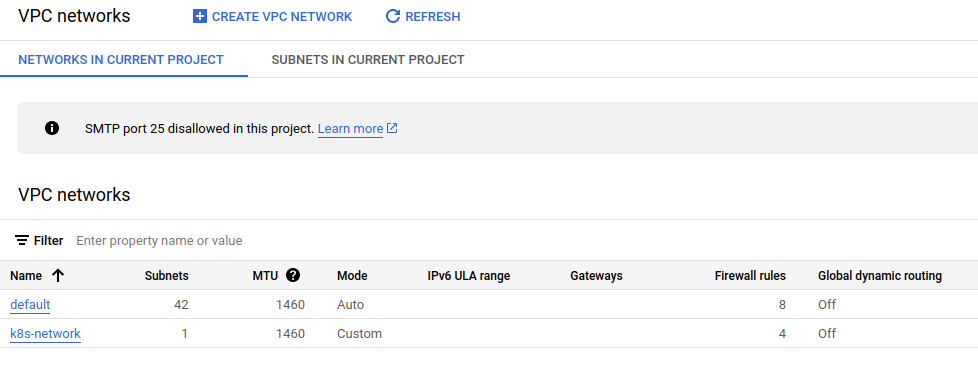 VPC networks CREATE VPC NETWORK REFRESH
NETWORKS IN CURRENT PROJECT SUBNETS IN CURRENT PROJECT
SMTP port 25 disallowed in this project. Learn more
VPC networks
Filter Enter property name or value
Name Subnets MTU ? Mode IPv6 ULA range Gateways Firewall rules Global dynamic routing
default 42 1460 Auto 8 Off
k8s-network 1 1460 Custom 4 Off